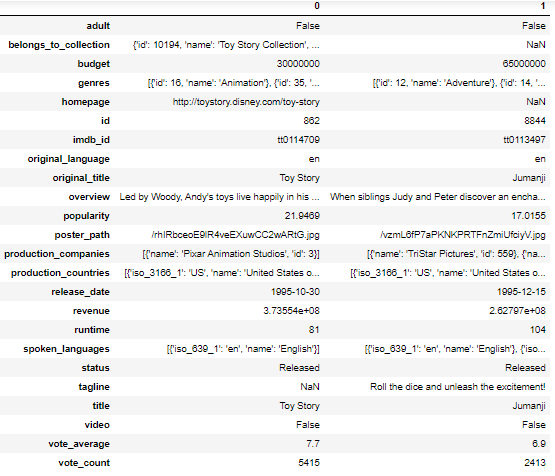 0 1
adult False False
belongs_to_collection {'id': 10194, 'name': 'Toy Story Collection', ... NaN
budget 30000000 65000000
genres [{'id': 16, 'name': 'Animation'}, {'id': 35, '... [{'id': 12, 'name': 'Adventure'}, {'id': 14, '...
homepage http://toystory.disney.com/toy-story NaN
id 862 8844
imdb_id tt0114709 tt0113497
original_language en en
original_title Toy Story Jumanji
overview Led by Woody, Andy's toys live happily in his ... When siblings Judy and Peter discover an encha...
popularity 21.9469 17.0155
poster_path /rhIRbceoE9lR4veEXuwCC2wARtG.jpg /vzmL6fP7aPKNKPRTFnZmiUfciyV.jpg
production_companies [{'name': 'Pixar Animation Studios', 'id': 3}] [{'name': 'TriStar Pictures', 'id': 559}, {'na...
production_countries [{'iso_3166_1': 'US', 'name': 'United States o... [{'iso_3166_1': 'US', 'name': 'United States o...
release_date 1995-10-30 1995-12-15
revenue 3.73554e+08 2.62797e+08
runtime 81 104
spoken_languages [{'iso_639_1': 'en', 'name': 'English'}] [{'iso_639_1': 'en', 'name': 'English'}, {'iso...
status Released Released
tagline NaN Roll the dice and unleash the excitement!
title Toy Story Jumanji
video False False
vote_average 7.7 6.9
vote_count 5415 2413